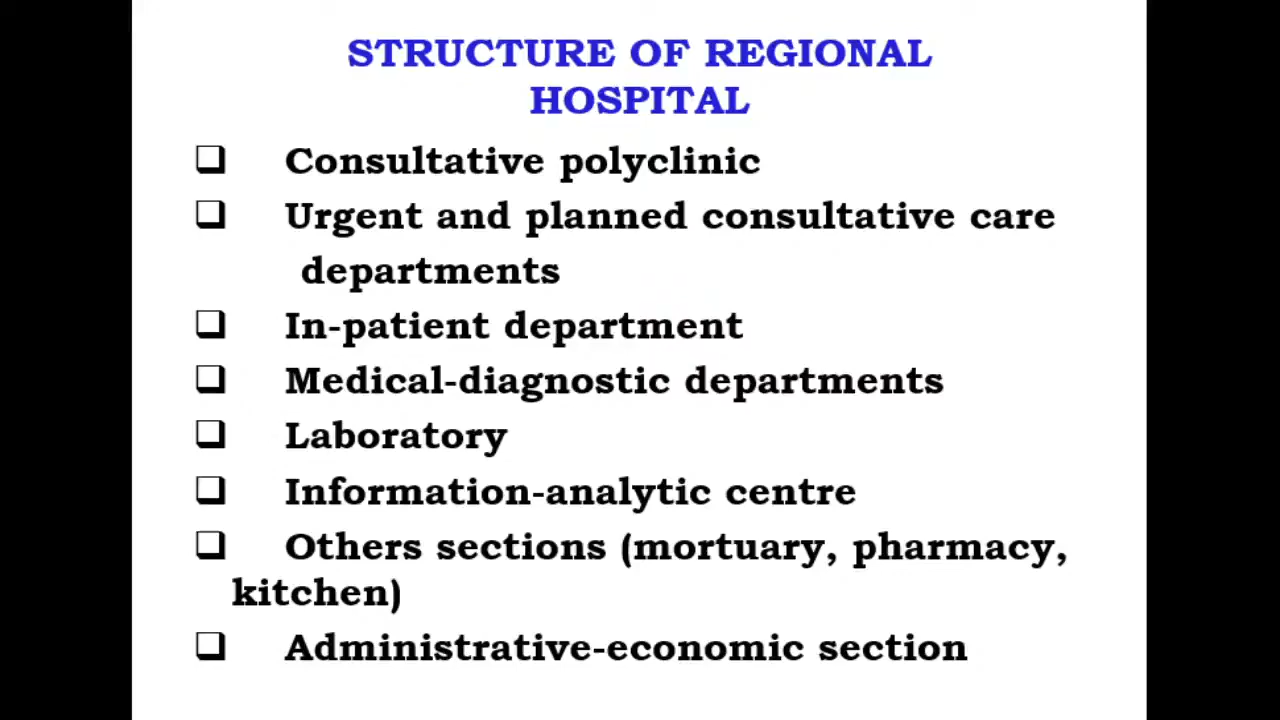 STRUCTURE OF REGIONAL
HOSPITAL
❑ Consultative polyclinic
❑ Urgent and planned consultative care
departments
❑ In-patient department
❑ Medical-diagnostic departments
❑ Laboratory
❑ Information-analytic centre
❑ Others sections (mortuary, pharmacy,
kitchen)
❑ Administrative-economic section